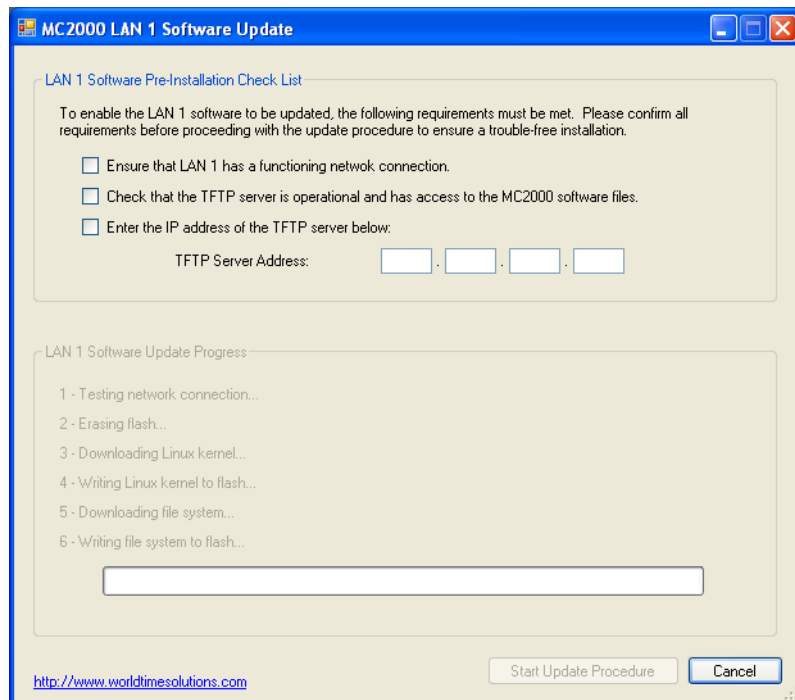 MC2000 LAN 1 Software Update
LAN 1 Software Pre-Installation Check List
To enable the LAN 1 software to be updated, the following requirements must be met. Please confirm all
requirements before proceeding with the update procedure to ensure a trouble-free installation.
Ensure that LAN 1 has a functioning netwok connection.
Check that the TFTP server is operational and has access to the MC2000 software files.
Enter the IP address of the TFTP server below:
TFTP Server Address: . . .
LAN 1 Software Update Progress
1 - Testing network connection...
2 - Erasing flash...
3 - Downloading Linux kernel...
4 - Writing Linux kernel to flash...
5 - Downloading file system...
6 - Writing file system to flash...
http://www.worldtimesolutions.com
Start Update Procedure
Cancel